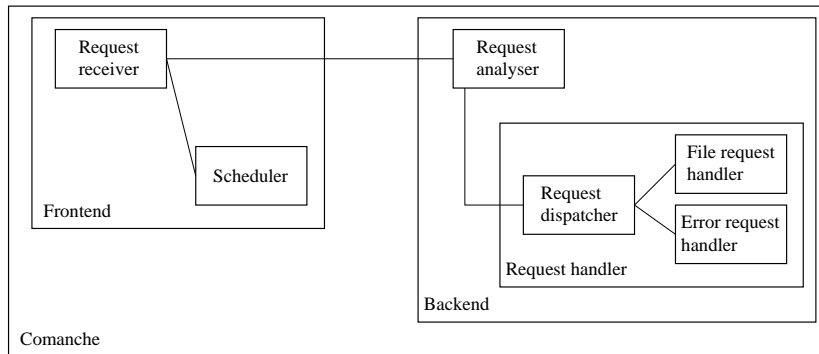 Request
receiver
Request
analyser
Scheduler
Frontend
File request
handler
Request
dispatcher
Error request
handler
Request handler
Backend
Comanche